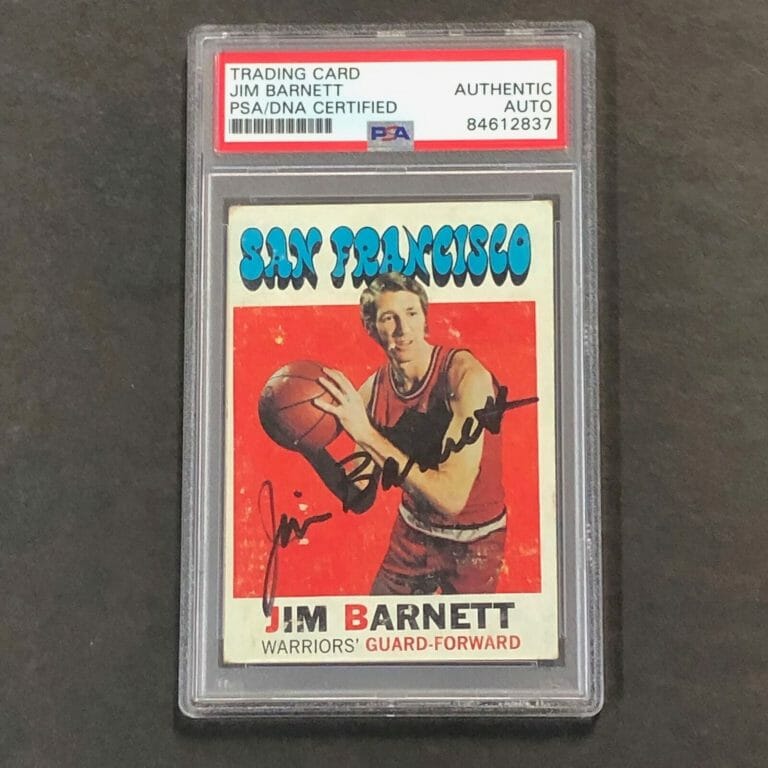 TRADING CARD
JIM BARNETT AUTHENTIC
PSA/DNA CERTIFIED AUTO
PSA 84612837
SAN FRANCISCO
Jim Barnett
JIM BARNETT
WARRIORS' GUARD-FORWARD